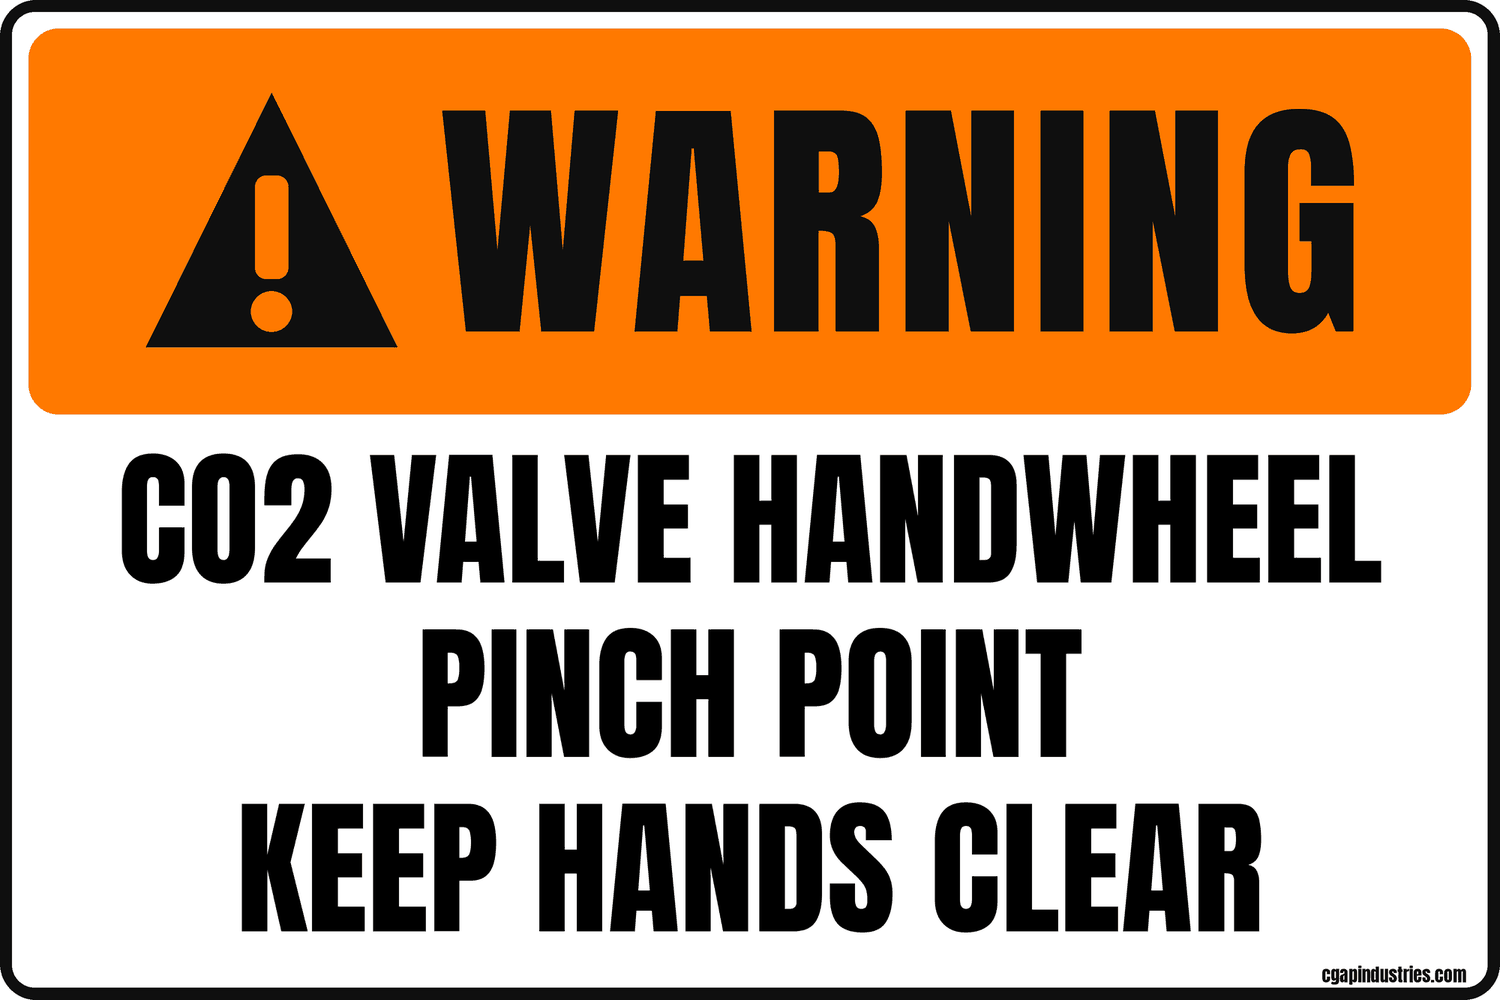 WARNING
CO2 VALVE HANDWHEEL
PINCH POINT
KEEP HANDS CLEAR
cgapindustries.com